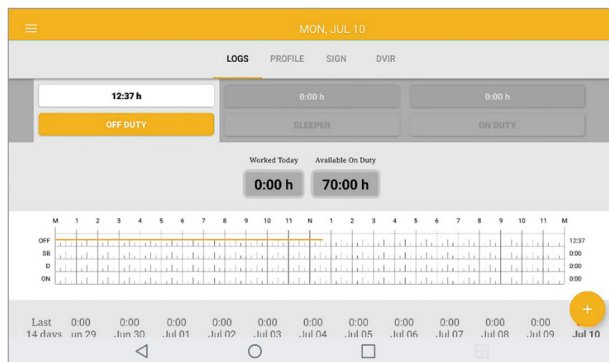 MON, JUL 10
LOGS PROFILE SIGN DVIR
12:37 h 0:00 h 0:00 h
OFF DUTY SLEEPER ON DUTY
Worked Today Available On Duty
0:00 h 70:00 h
M 1 2 3 4 5 6 7 8 9 10 11 N 1 2 3 4 5 6 7 8 9 10 11 M
OFF 12:37
SB 0:00
D 0:00
ON 0:00
+
Last 0:00 0:00 0:00 0:00 0:00 0:00 0:00 0:00 0:00 0:00
14 days un 29 Jun 30 Jul 01 Jul 02 Jul 03 Jul 04 Jul 05 Jul 06 Jul 07 Jul 08 Jul 09 Jul 10